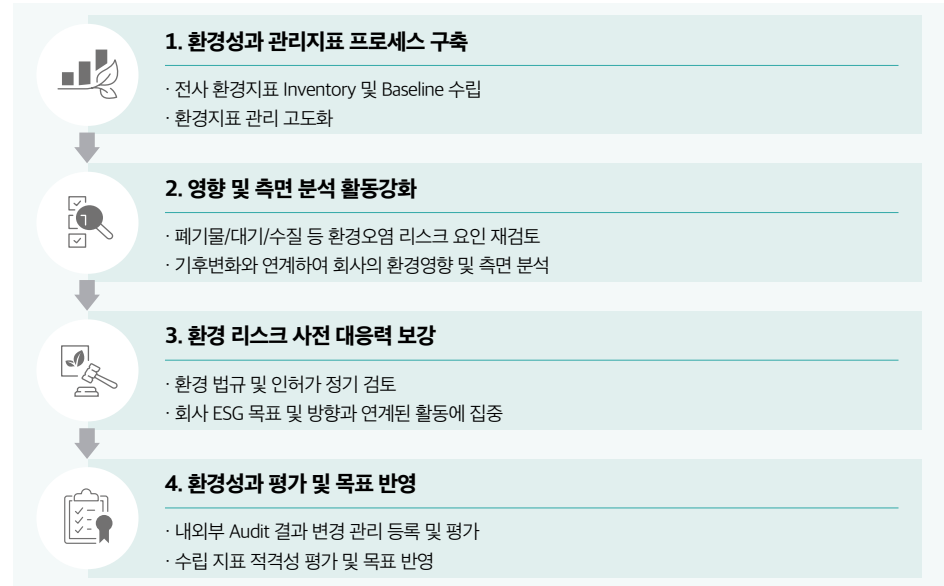 1. 환경성과 관리지표 프로세스 구축
· 전사 환경지표 Inventory 및 Baseline 수립
· 환경지표 관리 고도화
2. 영향 및 측면 분석 활동강화
· 폐기물/대기/수질 등 환경오염 리스크 요인 재검토
· 기후변화와 연계하여 회사의 환경영향 및 측면 분석
3. 환경 리스크 사전 대응력 보강
· 환경 법규 및 인허가 정기 검토
· 회사 ESG 목표 및 방향과 연계된 활동에 집중
4. 환경성과 평가 및 목표 반영
· 내외부 Audit 결과 변경 관리 등록 및 평가
· 수립 지표 적격성 평가 및 목표 반영